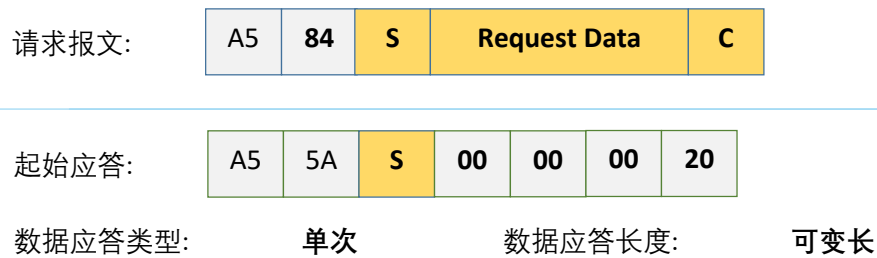 请求报文: A5 84 S Request Data C
起始应答: A5 5A S 00 00 00 20
数据应答类型: 单次 数据应答长度: 可变长